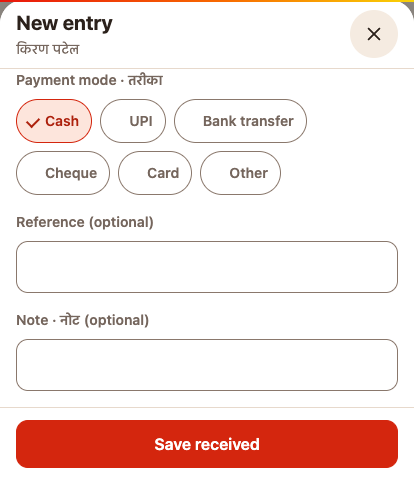 New entry
किरण पटेल
Payment mode · तरीका
Cash UPI Bank transfer
Cheque Card Other
Reference (optional)
Note · नोट (optional)
Save received